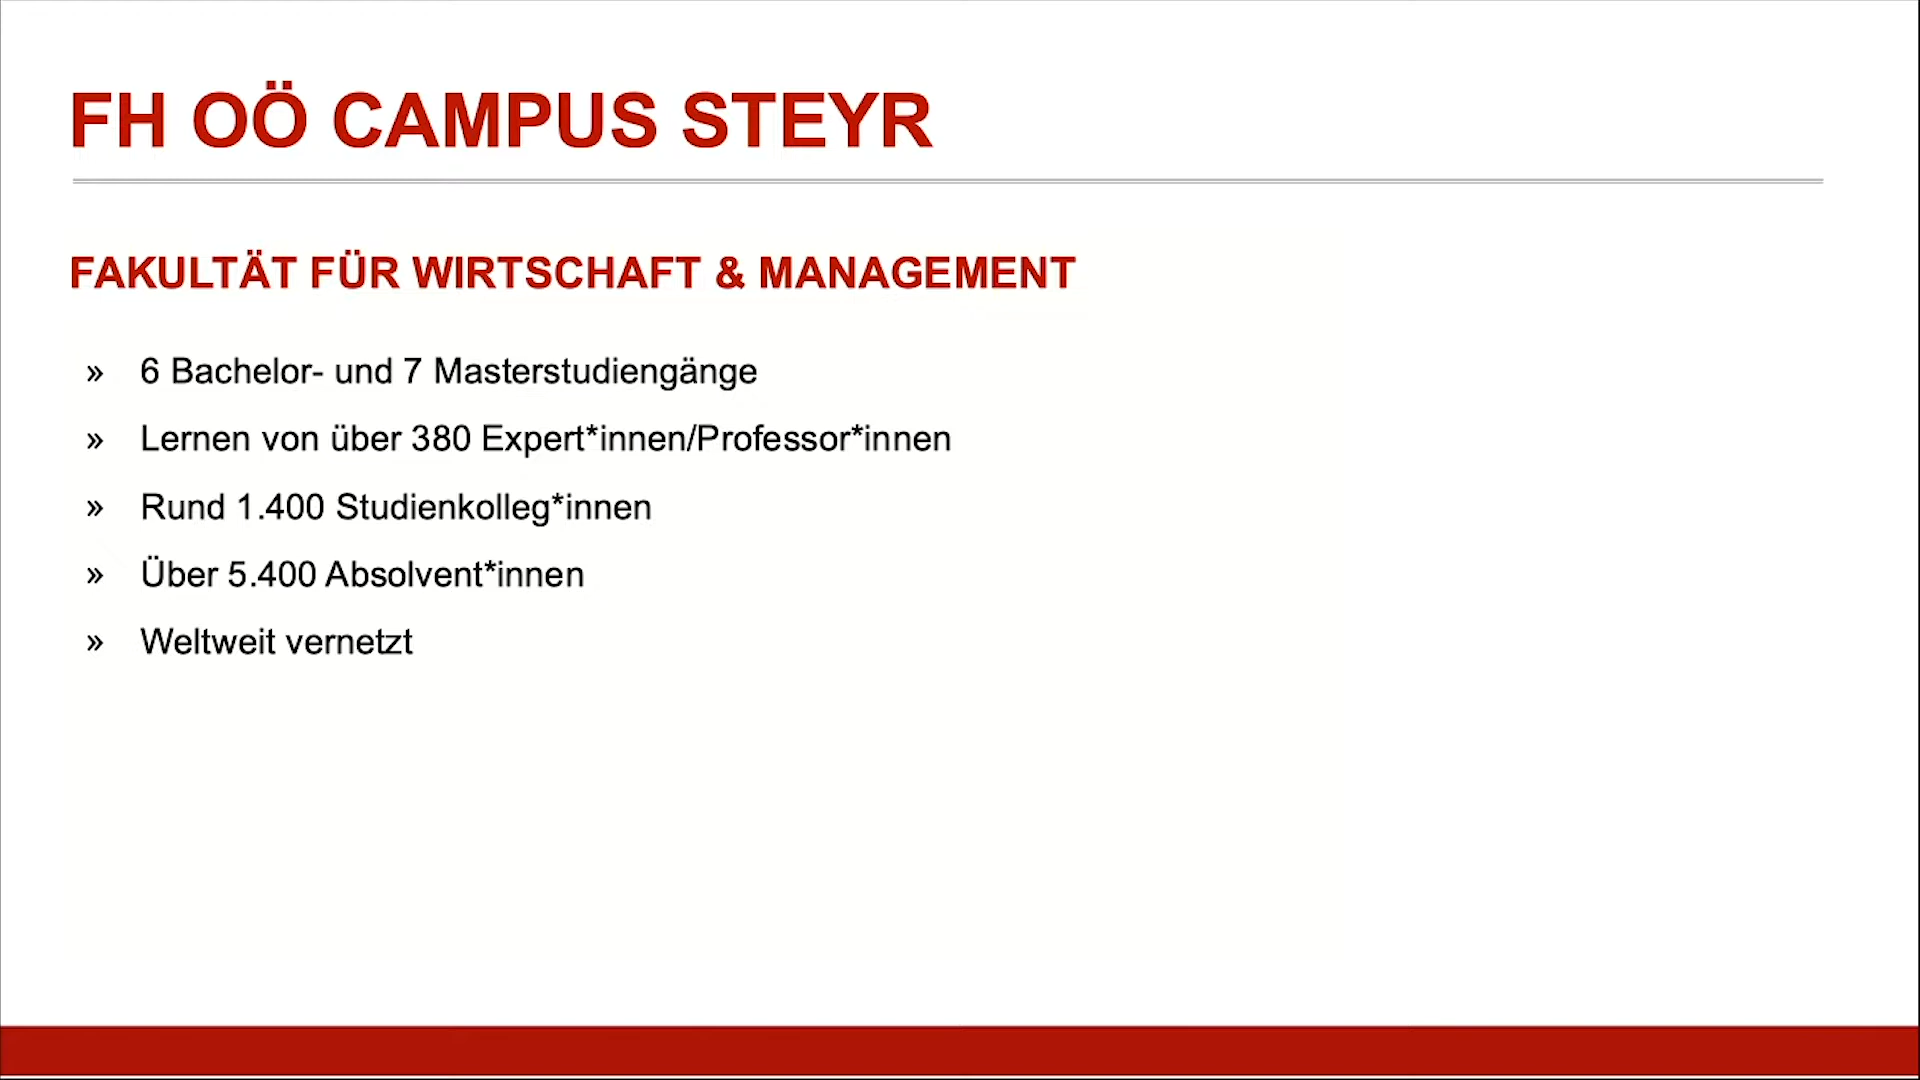 FH OÖ CAMPUS STEYR
FAKULTÄT FÜR WIRTSCHAFT & MANAGEMENT
» 6 Bachelor- und 7 Masterstudiengänge
» Lernen von über 380 Expert*innen/Professor*innen
» Rund 1.400 Studienkolleg*innen
» Über 5.400 Absolvent*innen
» Weltweit vernetzt